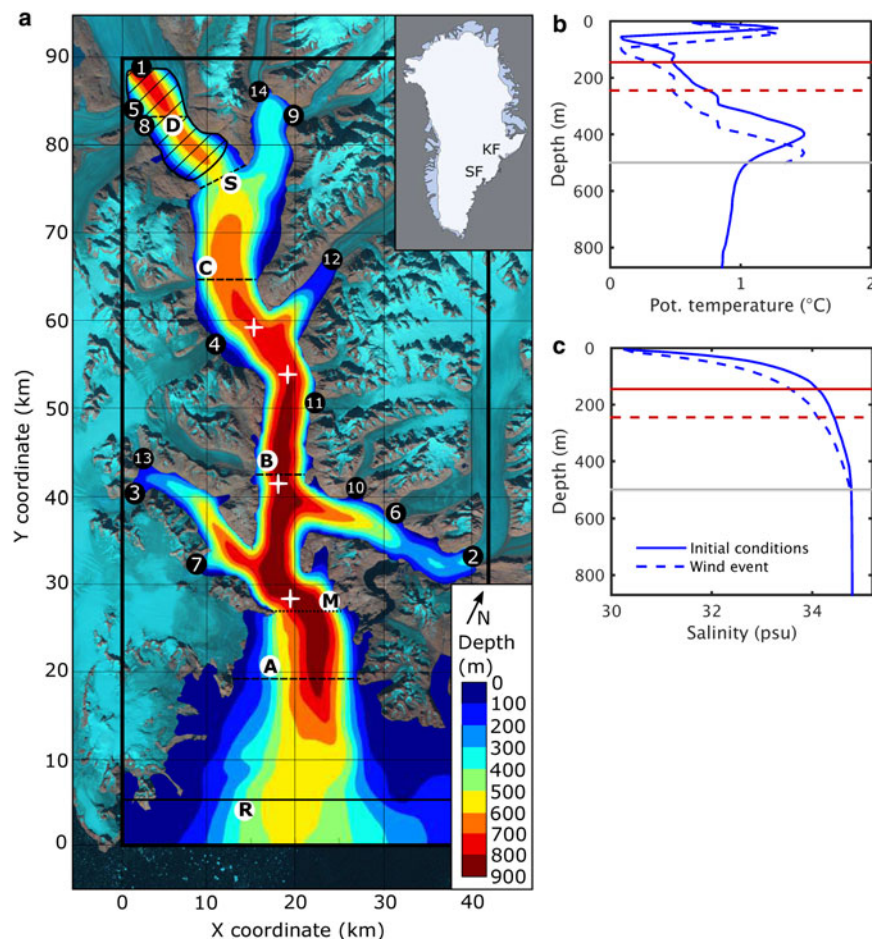 a
90
80
70
60
50
40
30
20
10
0
Y coordinate (km)
0 10 20 30 40
X coordinate (km)
1
14
5
9
8
D
S
12
C
4
11
B
13
10
3
6
7
2
M
A
R
KF
SF
N
Depth
(m)
0
100
200
300
400
500
600
700
800
900
b
0
200
400
600
800
Depth (m)
0 1 2
Pot. temperature (°C)
c
0
200
400
600
800
Depth (m)
Initial conditions
Wind event
30 32 34
Salinity (psu)